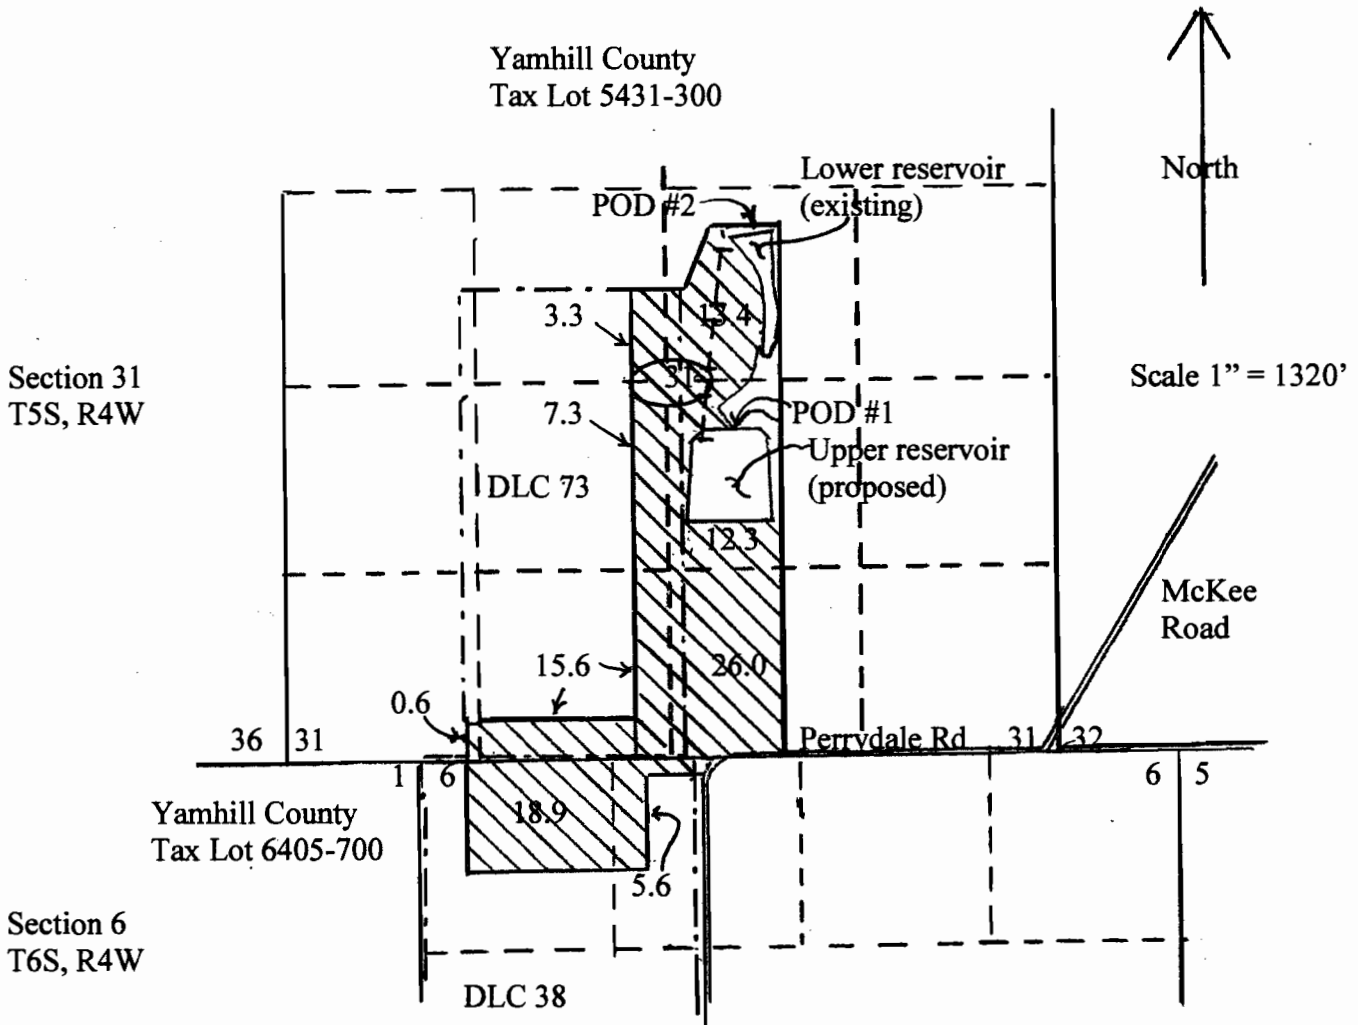 Yamhill County
Tax Lot 5431-300
North
Lower reservoir
(existing)
POD #2
3.3
13.4
Section 31
T5S, R4W
31
Scale 1” = 1320’
7.3
POD #1
Upper reservoir
(proposed)
DLC 73
12.3
McKee
Road
15.6
26.0
0.6
36 31
Perrydale Rd 31 32
1 6
6 5
Yamhill County
Tax Lot 6405-700
18.9
5.6
Section 6
T6S, R4W
DLC 38